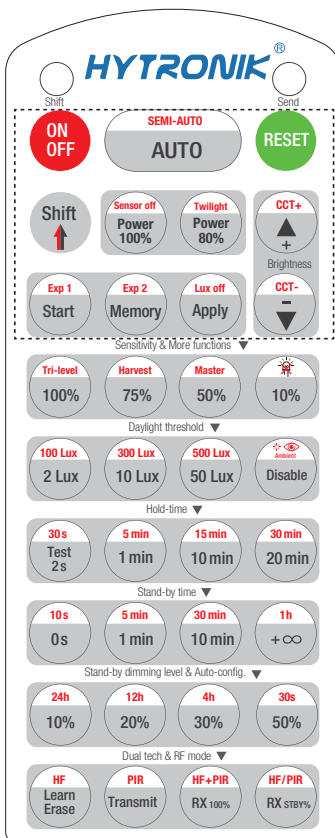 HYTRONIK®
Shift
Send
ON
OFF
SEMI-AUTO
AUTO
RESET
Shift
Sensor off
Power
100%
Twilight
Power
80%
CCT+
+
Brightness
Exp 1
Start
Exp 2
Memory
Lux off
Apply
CCT-
-
Sensitivity & More functions ▼
Tri-level
100%
Harvest
75%
Master
50%
10%
Daylight threshold ▼
100 Lux
2 Lux
300 Lux
10 Lux
500 Lux
50 Lux
Ambient
Disable
Hold-time ▼
30s
Test
2s
5 min
1 min
15 min
10 min
30 min
20 min
Stand-by time ▼
10s
0s
5 min
1 min
30 min
10 min
1h
+∞
Stand-by dimming level & Auto-config. ▼
24h
10%
12h
20%
4h
30%
30s
50%
Dual tech & RF mode ▼
HF
Learn
Erase
PIR
Transmit
HF+PIR
RX 100%
HF/PIR
RX STBY%